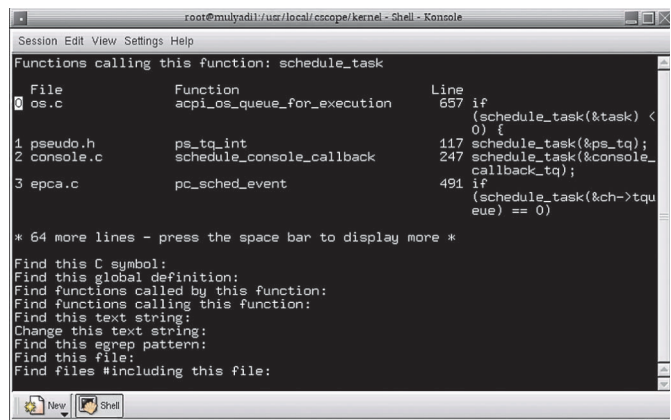 root@mulyadi1:/usr/local/cscope/kernel - Shell - Konsole
Session Edit View Settings Help
Functions calling this function: schedule_task
File Function Line
0 os.c acpi_os_queue_for_execution 657 if
(schedule_task(&task) <
0) {
1 pseudo.h ps_tq_int 117 schedule_task(&ps_tq);
2 console.c schedule_console_callback 247 schedule_task(&console_
callback_tq);
3 epca.c pc_sched_event 491 if
(schedule_task(&ch->tqu
eue) == 0)
* 64 more lines - press the space bar to display more *
Find this C symbol:
Find this global definition:
Find functions called by this function:
Find functions calling this function:
Find this text string:
Change this text string:
Find this egrep pattern:
Find this file:
Find files #including this file:
New Shell